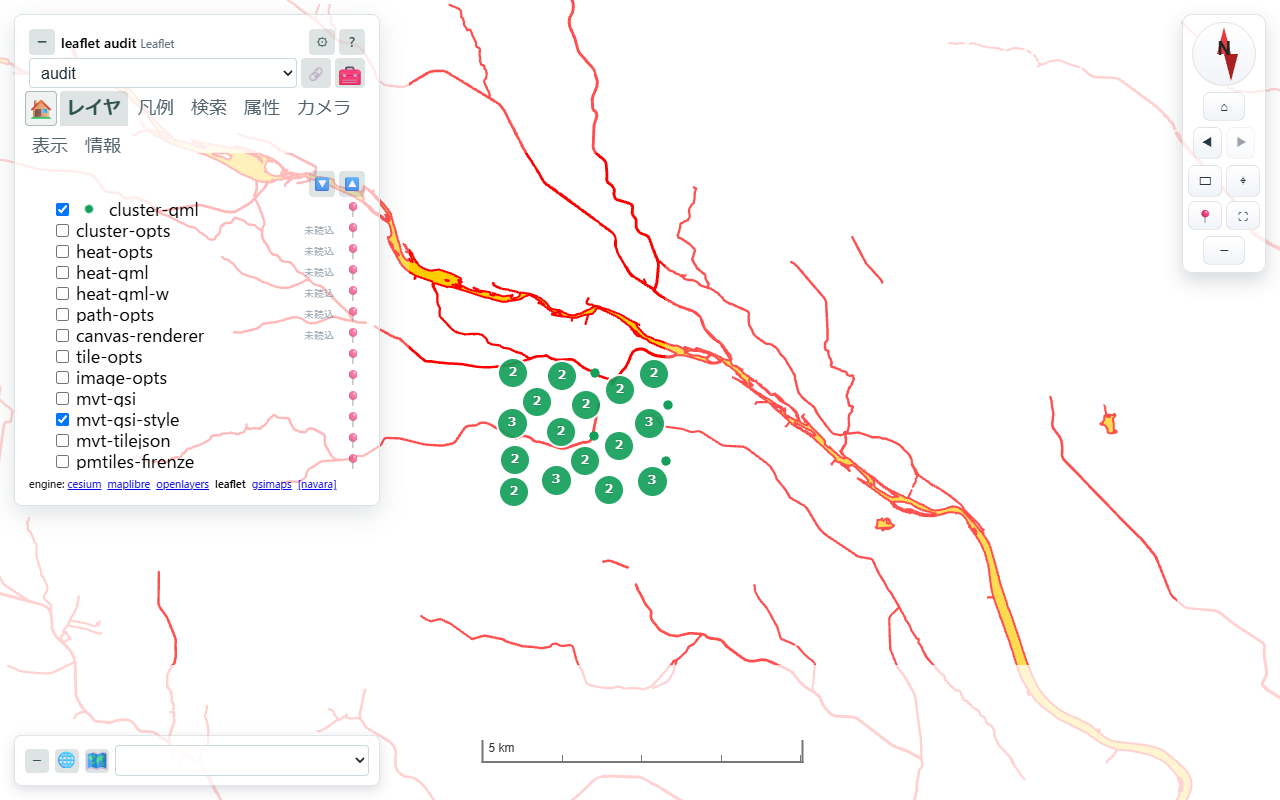 − leaflet audit Leaflet ⚙ ?
audit
レイヤ 凡例 検索 属性 カメラ
表示 情報
cluster-qml
cluster-opts 未読込
heat-opts 未読込
heat-qml 未読込
heat-qml-w 未読込
path-opts 未読込
canvas-renderer 未読込
tile-opts
image-opts
mvt-gsi
mvt-gsi-style
mvt-tilejson
pmtiles-firenze
engine: cesium maplibre openlayers leaflet gsimaps [navara]
N
2 2 2
2 2 2
3 2 3
2 2 2
2 3 2 3
5 km